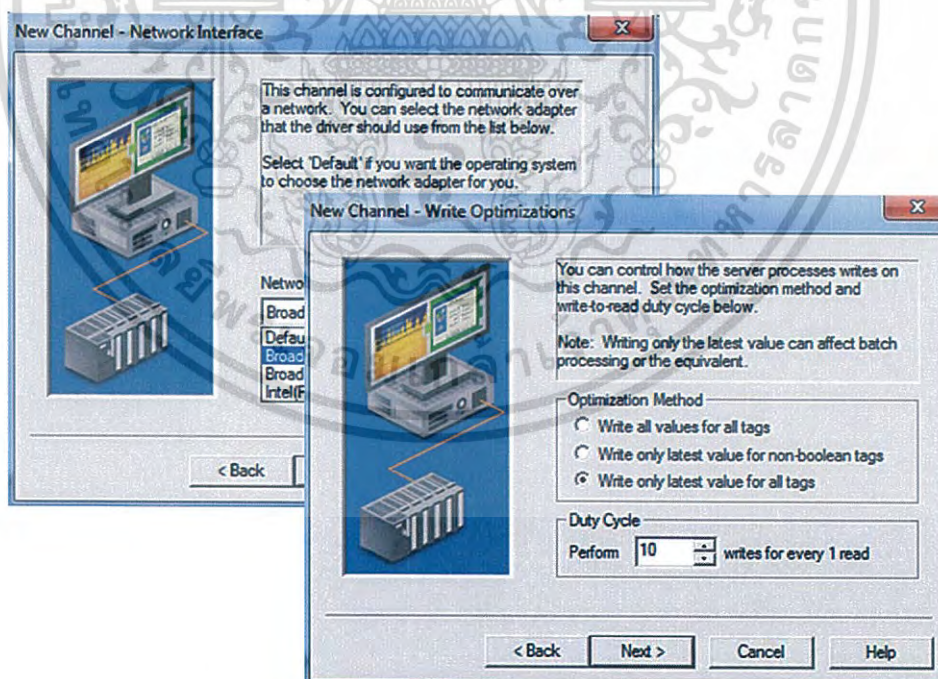 New Channel - Network Interface
This channel is configured to communicate over
a network. You can select the network adapter
that the driver should use from the list below.
Select 'Default' if you want the operating system
to choose the network adapter for you.
< Back
New Channel - Write Optimizations
You can control how the server processes writes on
this channel. Set the optimization method and
write-to-read duty cycle below.
Note: Writing only the latest value can affect batch
processing or the equivalent.
Optimization Method
Write all values for all tags
Write only latest value for non-boolean tags
Write only latest value for all tags
Duty Cycle
Perform 10 writes for every 1 read
< Back Next > Cancel Help